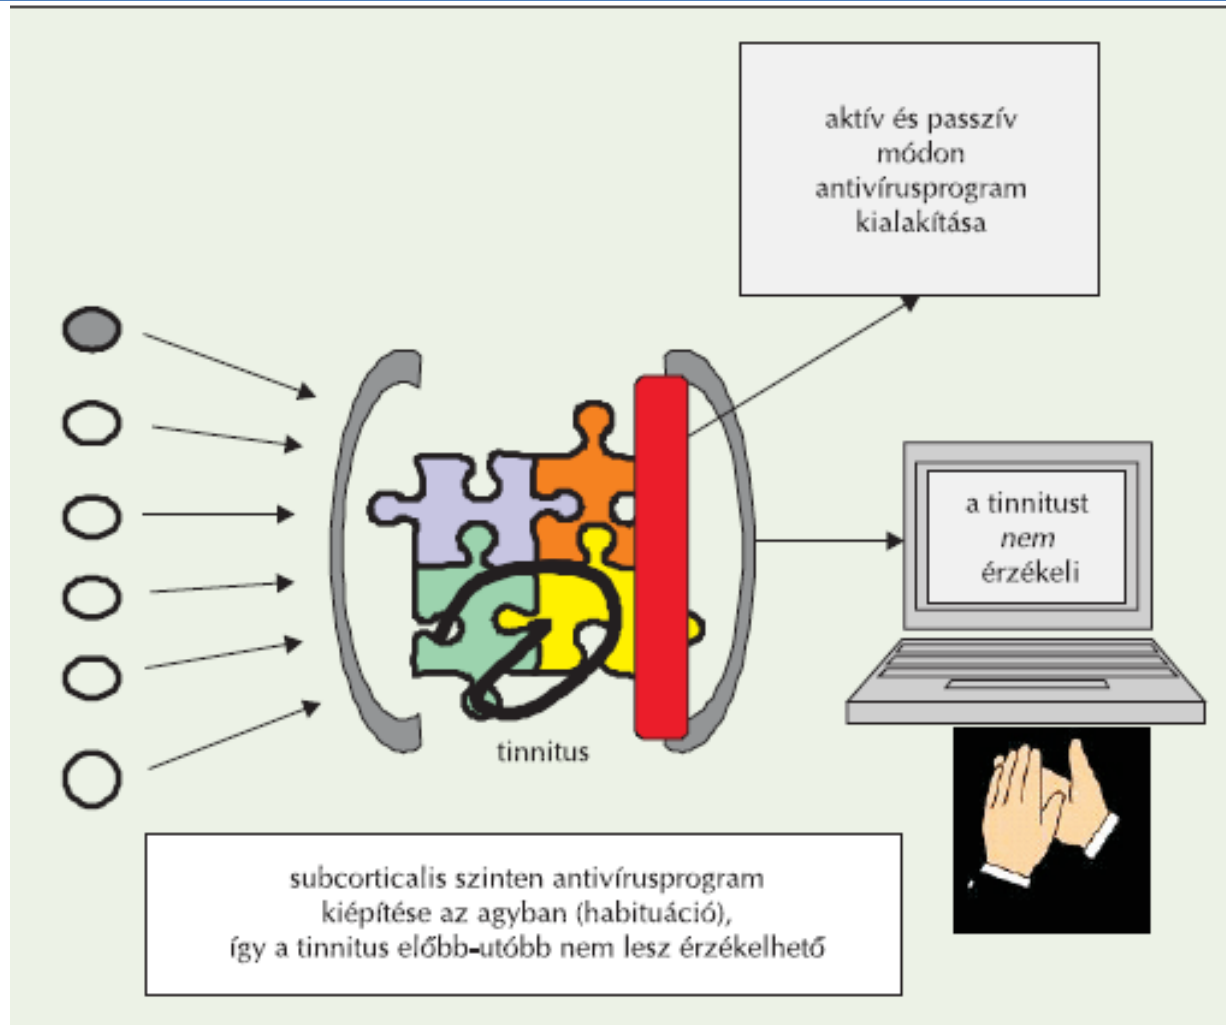 aktív és passzív
módon
antivírusprogram
kialakítása
a tinnitust
nem
érzékeli
tinnitus
subcorticalis szinten antivírusprogram
kiépítése az agyban (habituáció),
így a tinnitus előbb-utóbb nem lesz érzékelhető